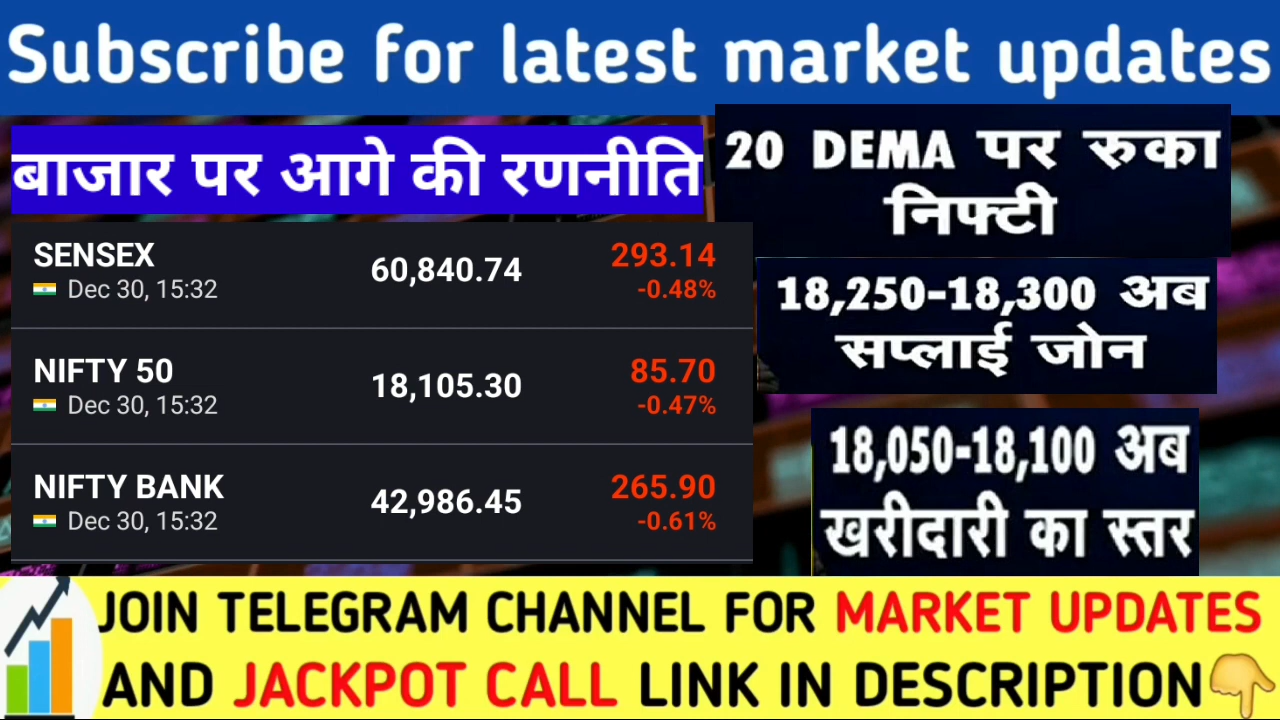 Subscribe for latest market updates
बाजार पर आगे की रणनीति
SENSEX 60,840.74 293.14
Dec 30, 15:32 -0.48%
NIFTY 50 18,105.30 85.70
Dec 30, 15:32 -0.47%
NIFTY BANK 42,986.45 265.90
Dec 30, 15:32 -0.61%
20 DEMA पर रुका
निफ्टी
18,250-18,300 अब
सप्लाई जोन
18,050-18,100 अब
खरीदारी का स्तर
JOIN TELEGRAM CHANNEL FOR MARKET UPDATES
AND JACKPOT CALL LINK IN DESCRIPTION👇